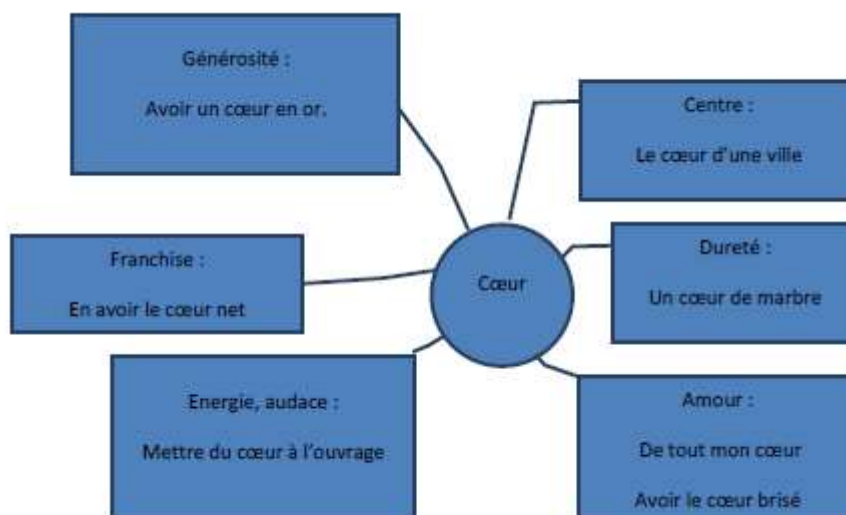 Générosité :
Avoir un cœur en or.
Centre :
Le cœur d'une ville
Franchise :
En avoir le cœur net
Cœur
Dureté :
Un cœur de marbre
Energie, audace :
Mettre du cœur à l'ouvrage
Amour :
De tout mon cœur
Avoir le cœur brisé